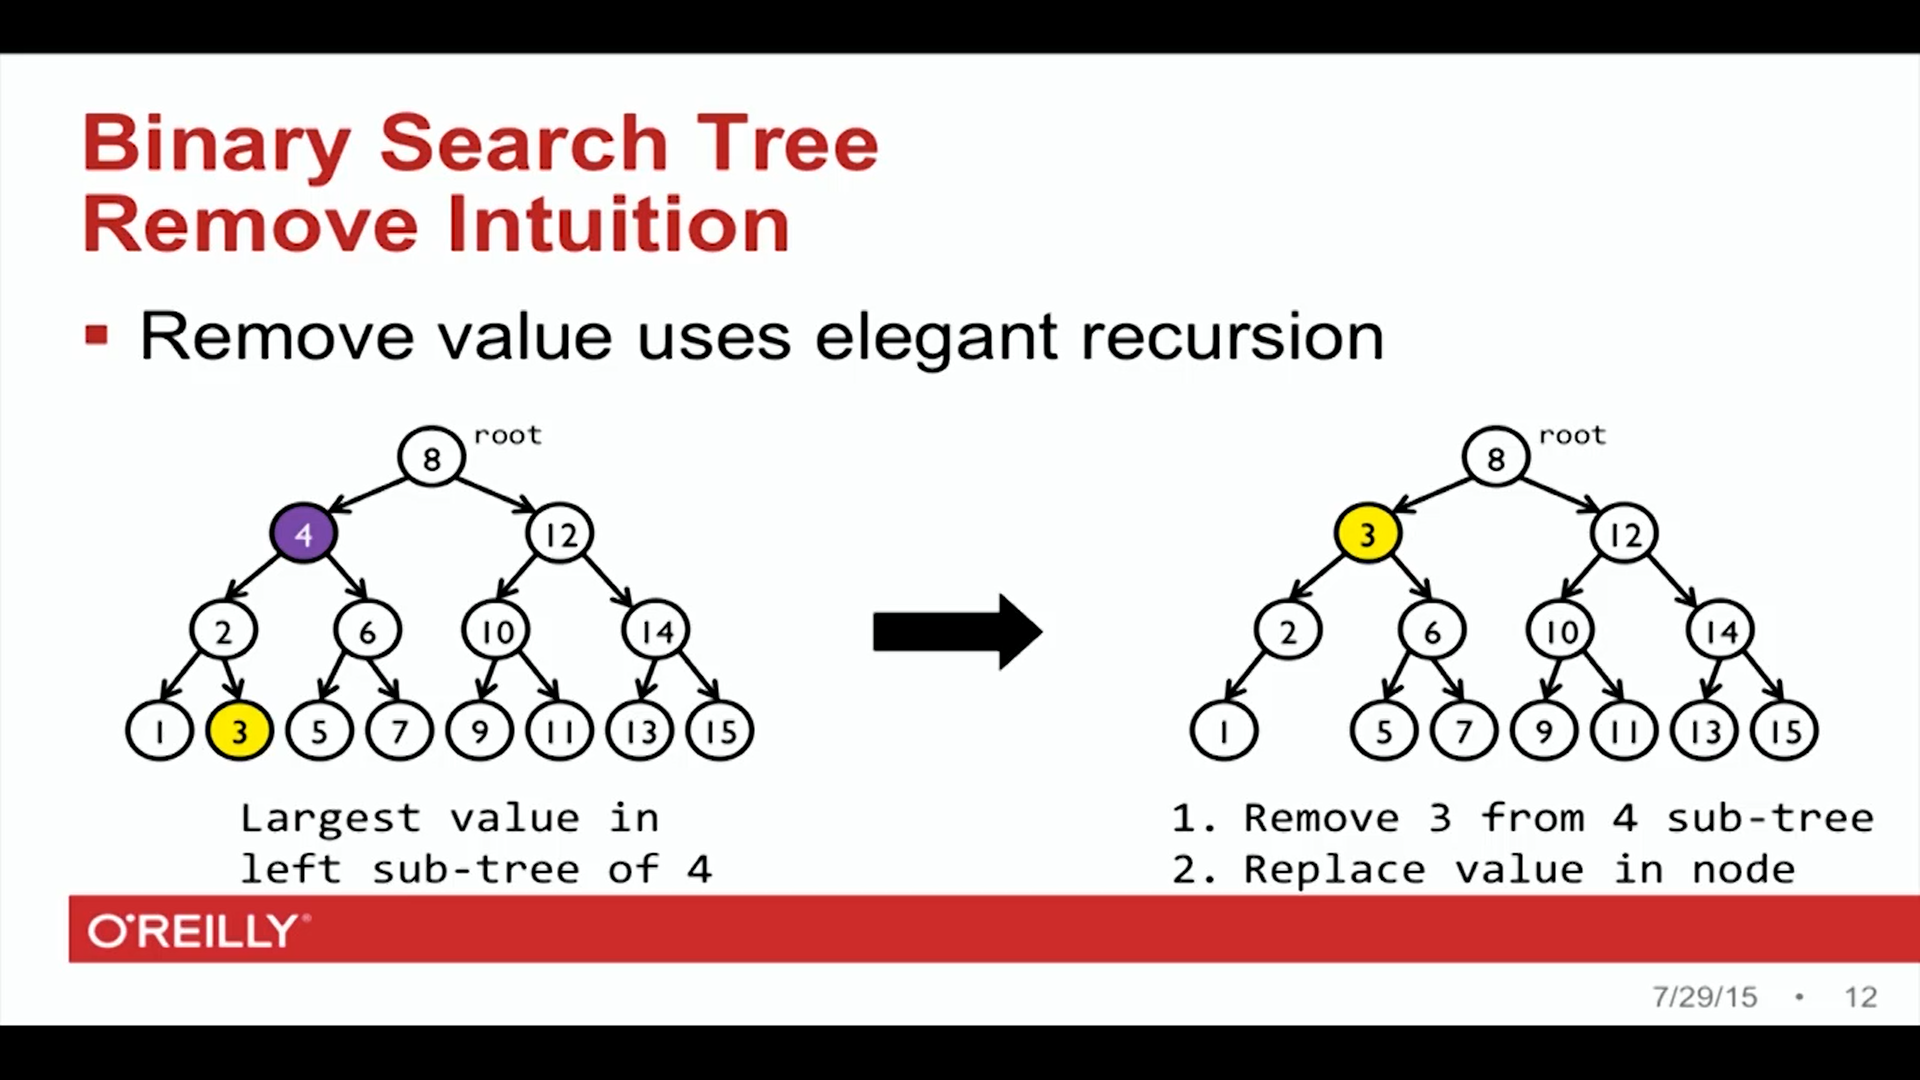 Binary Search Tree
Remove Intuition
▪ Remove value uses elegant recursion
root
8
4 12
2 6 10 14
1 3 5 7 9 11 13 15
Largest value in
left sub-tree of 4
root
8
3 12
2 6 10 14
1 5 7 9 11 13 15
1. Remove 3 from 4 sub-tree
2. Replace value in node
O'REILLY®
7/29/15 • 12